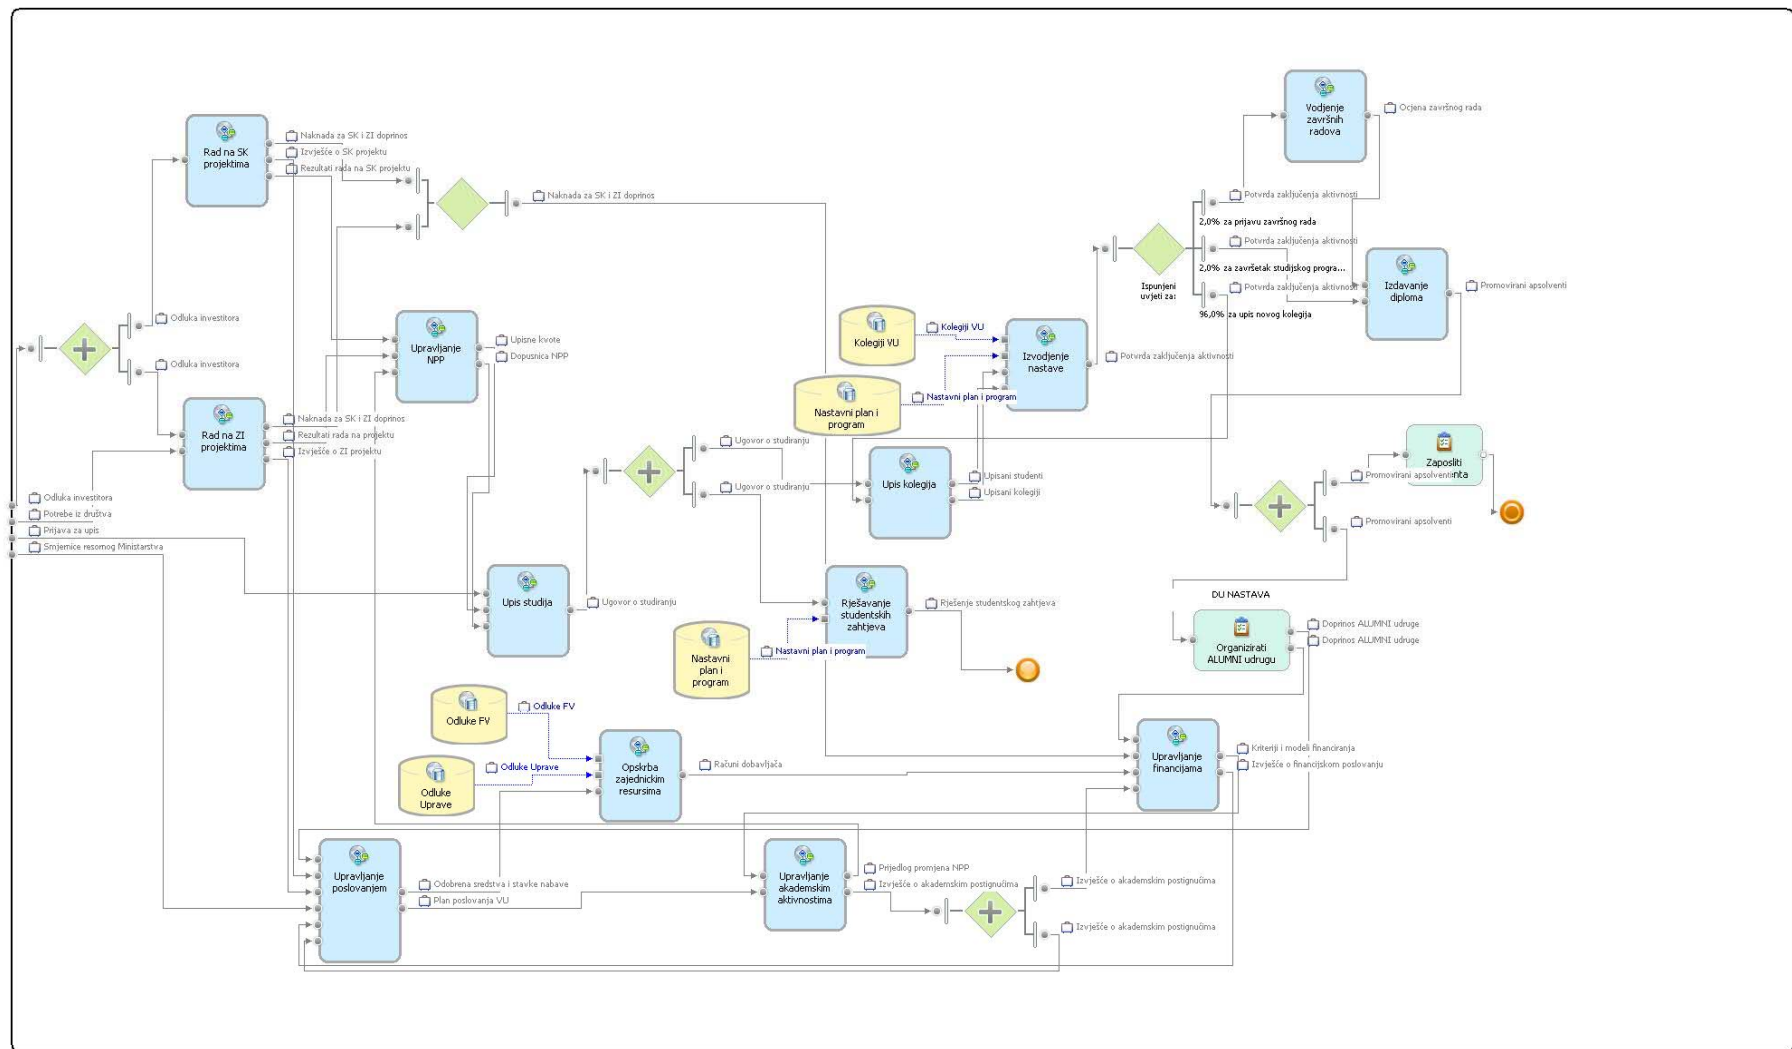 Vodjenje
završnih
radova
Ocjena završnog rada
Rad na SK
projektima
Naknada za SK i ZI doprinos
Izvješće o SK projektu
Rezultati rada na SK projektu
Naknada za SK i ZI doprinos
Potvrda zaključenja aktivnosti
2,0% za prijavu završnog rada
Potvrda zaključenja aktivnosti
2,0% za završetak studijskog progra...
Ispunjeni
uvjeti za:
Potvrda zaključenja aktivnosti
96,0% za upis novog kolegija
Izdavanje
diploma
Promovirani apsolventi
Odluka investitora
Odluka investitora
Upravljanje
NPP
Upisne kvote
Dopusnica NPP
Kolegiji VU
Kolegiji VU
Izvodjenje
nastave
Potvrda zaključenja aktivnosti
Nastavni plan i
program
Nastavni plan i program
Rad na ZI
projektima
Naknada za SK i ZI doprinos
Rezultati rada na projektu
Izvješće o ZI projektu
Ugovor o studiranju
Ugovor o studiranju
Upis kolegija
Upisani studenti
Upisani kolegiji
Zaposliti
nta
Promovirani apsolventi
Promovirani apsolventi
Odluka investitora
Potrebe iz društva
Prijava za upis
Smjernice resornog Ministarstva
Upis studija
Ugovor o studiranju
Rješavanje
studentskih
zahtjeva
Rješenje studentskog zahtjeva
Nastavni
plan i
program
Nastavni plan i program
DU NASTAVA
Organizirati
ALUMNI udrugu
Doprinos ALUMNI udruge
Doprinos ALUMNI udruge
Odluke FV
Odluke FV
Odluke
Uprave
Odluke Uprave
Opskrba
zajednickim
resursima
Računi dobavljača
Upravljanje
financijama
Kriteriji i modeli financiranja
Izvješće o financijskom poslovanju
Upravljanje
poslovanjem
Odobrena sredstva i stavke nabave
Plan poslovanja VU
Upravljanje
akademskim
aktivnostima
Prijedlog promjena NPP
Izvješće o akademskim postignućima
Izvješće o akademskim postignućima
Izvješće o akademskim postignućima